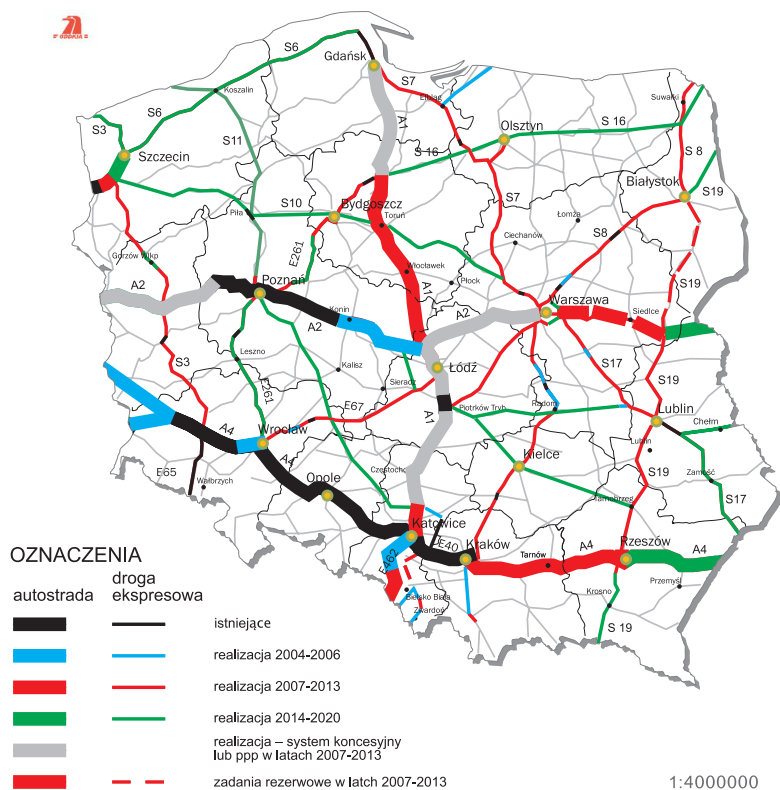 GDDKIA
S6
Gdańsk
S7
Koszalin
Elbląg
Suwałki
S6
A1
Olsztyn
S 16
S3
S 16
S 8
Szczecin
S11
S7
Białystok
S19
Bydgoszcz
Piła
S10
Toruń
Łomża
Ciechanów
S8
Gorzów Wlkp
E261
Włocławek
Płock
S19
A2
Poznań
A1
Konin
A2
A2
Warszawa
Siedlce
Leszno
Kalisz
Łódź
S3
Sieradz
S17
S19
E261
E67
A1
Piotrków Tryb
Radom
Lublin
A4
Wrocław
Chełm
Lublin
A4
Kielce
E65
Wałbrzych
Opole
Częstochowa
S19
Zamość
S17
Tarnobrzeg
Katowice
DE40
Kraków
Rzeszów
A4
A4
E462
Tarnów
Bielsko Biała
Przemyśl
Krosno
Zwardoń
S 19
OZNACZENIA
autostrada
droga
ekspresowa
istniejące
realizacja 2004-2006
realizacja 2007-2013
realizacja 2014-2020
realizacja – system koncesyjny
lub ppp w latach 2007-2013
zadania rezerwowe w latch 2007-2013
1:4000000